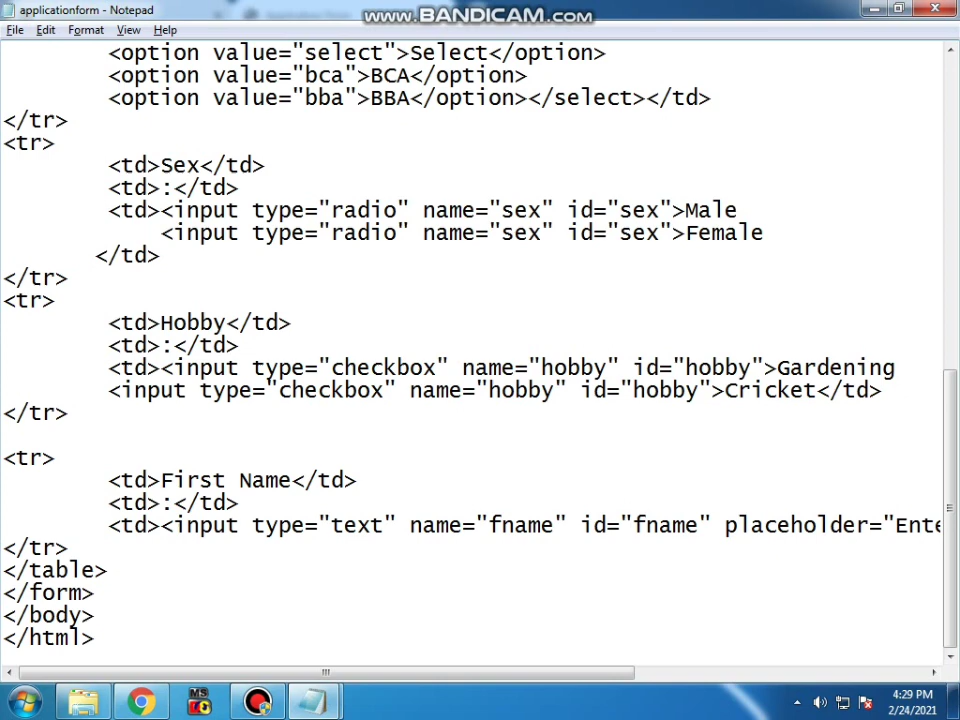 applicationform - Notepad
www.BANDICAM.com
File Edit Format View Help
<option value="select">Select</option>
<option value="bca">BCA</option>
<option value="bba">BBA</option></select></td>
</tr>
<tr>
<td>Sex</td>
<td>:</td>
<td><input type="radio" name="sex" id="sex">Male
<input type="radio" name="sex" id="sex">Female
</td>
</tr>
<tr>
<td>Hobby</td>
<td>:</td>
<td><input type="checkbox" name="hobby" id="hobby">Gardening
<input type="checkbox" name="hobby" id="hobby">Cricket</td>
</tr>
<tr>
<td>First Name</td>
<td>:</td>
<td><input type="text" name="fname" id="fname" placeholder="Ente
</tr>
</table>
</form>
</body>
</html>
MS
4:29 PM
2/24/2021